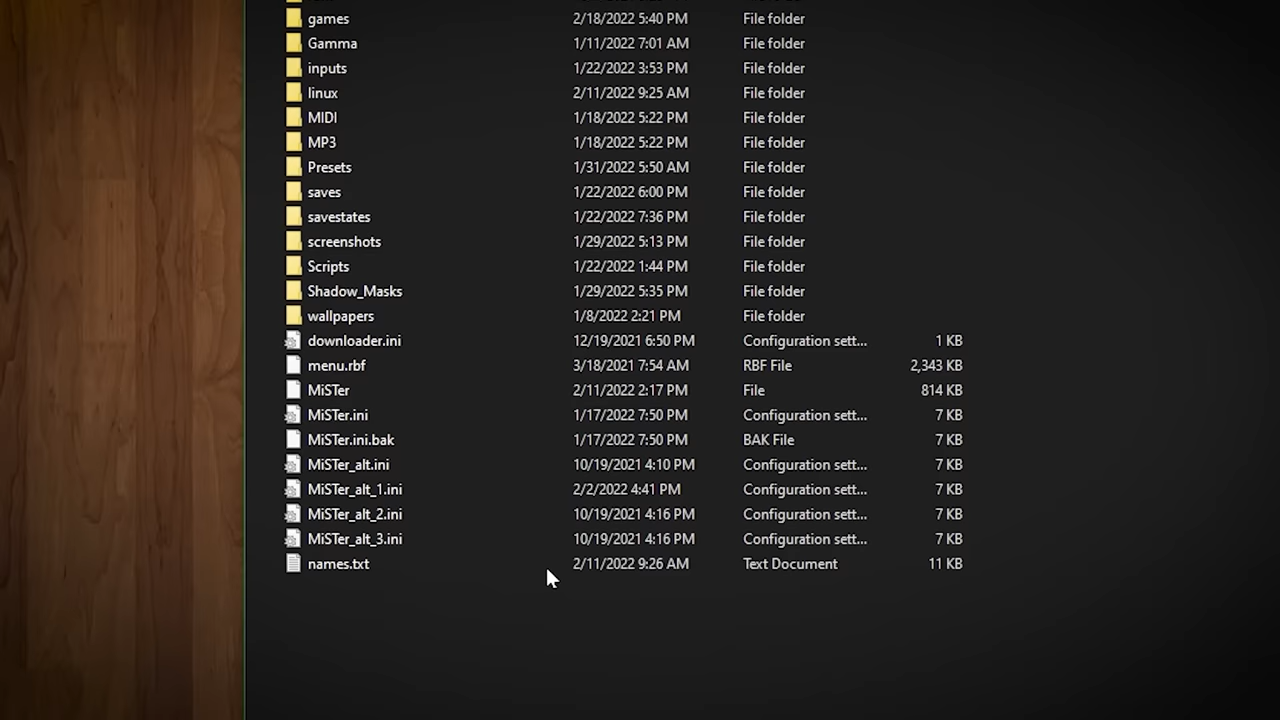 games 2/18/2022 5:40 PM File folder
Gamma 1/11/2022 7:01 AM File folder
inputs 1/22/2022 3:53 PM File folder
linux 2/11/2022 9:25 AM File folder
MIDI 1/18/2022 5:22 PM File folder
MP3 1/18/2022 5:22 PM File folder
Presets 1/31/2022 5:50 AM File folder
saves 1/22/2022 6:00 PM File folder
savestates 1/22/2022 7:36 PM File folder
screenshots 1/29/2022 5:13 PM File folder
Scripts 1/22/2022 1:44 PM File folder
Shadow_Masks 1/29/2022 5:35 PM File folder
wallpapers 1/8/2022 2:21 PM File folder
downloader.ini 12/19/2021 6:50 PM Configuration sett... 1 KB
menu.rbf 3/18/2021 7:54 AM RBF File 2,343 KB
MiSTer 2/11/2022 2:17 PM File 814 KB
MiSTer.ini 1/17/2022 7:50 PM Configuration sett... 7 KB
MiSTer.ini.bak 1/17/2022 7:50 PM BAK File 7 KB
MiSTer_alt.ini 10/19/2021 4:10 PM Configuration sett... 7 KB
MiSTer_alt_1.ini 2/2/2022 4:41 PM Configuration sett... 7 KB
MiSTer_alt_2.ini 10/19/2021 4:16 PM Configuration sett... 7 KB
MiSTer_alt_3.ini 10/19/2021 4:16 PM Configuration sett... 7 KB
names.txt 2/11/2022 9:26 AM Text Document 11 KB